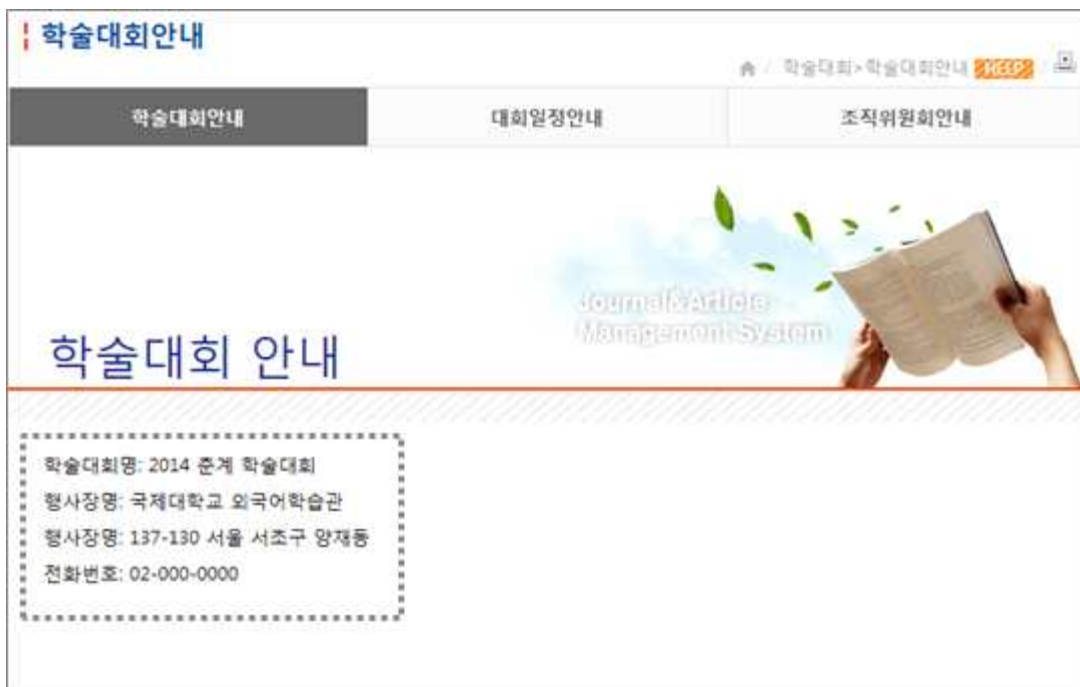 학술대회안내
학술대회>학술대회안내 HEEP
학술대회안내 대회일정안내 조직위원회안내
Journal&Article
Management System
학술대회 안내
학술대회명: 2014 춘계 학술대회
행사장명: 국제대학교 외국어학습관
행사장명: 137-130 서울 서초구 양재동
전화번호: 02-000-0000